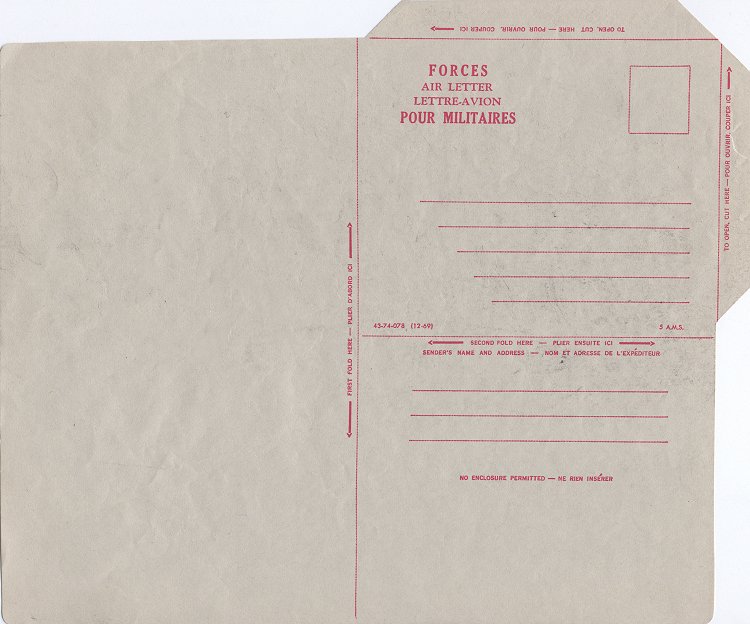 TO OPEN, CUT HERE — POUR OUVRIR, COUPER ICI
FORCES
AIR LETTER
LETTRE-AVION
POUR MILITAIRES
TO OPEN, CUT HERE — POUR OUVRIR, COUPER ICI
FIRST FOLD HERE — PLIER D'ABORD ICI
43-74-078 (12-69)
5 A.M.S.
SECOND FOLD HERE — PLIER ENSUITE ICI
SENDER'S NAME AND ADDRESS — NOM ET ADRESSE DE L'EXPÉDITEUR
NO ENCLOSURE PERMITTED — NE RIEN INSÉRER